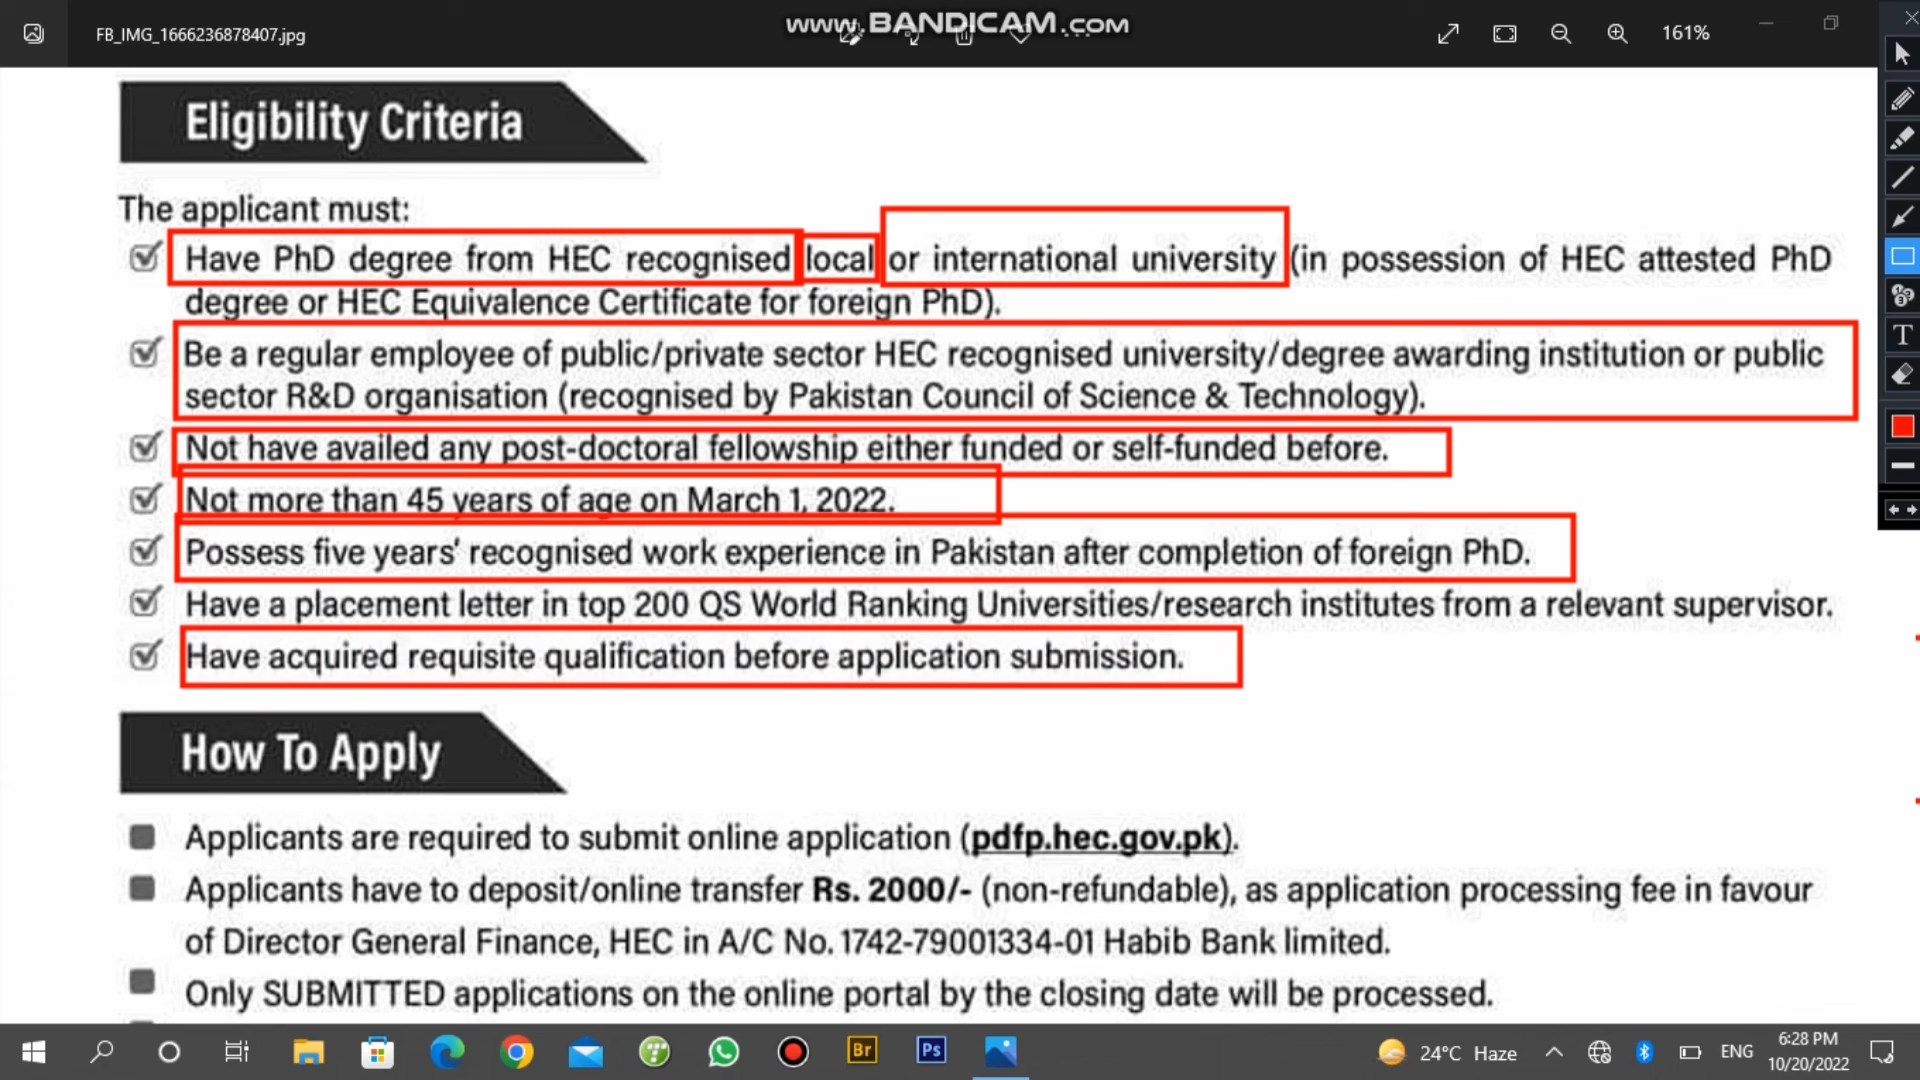 www.BANDICAM.COM
FB_IMG_1666236878407.jpg
161%
Eligibility Criteria
The applicant must:
Have PhD degree from HEC recognised local or international university (in possession of HEC attested PhD
degree or HEC Equivalence Certificate for foreign PhD).
Be a regular employee of public/private sector HEC recognised university/degree awarding institution or public
sector R&D organisation (recognised by Pakistan Council of Science & Technology).
Not have availed any post-doctoral fellowship either funded or self-funded before.
Not more than 45 years of age on March 1, 2022.
Possess five years' recognised work experience in Pakistan after completion of foreign PhD.
Have a placement letter in top 200 QS World Ranking Universities/research institutes from a relevant supervisor.
Have acquired requisite qualification before application submission.
How To Apply
Applicants are required to submit online application (pdfp.hec.gov.pk).
Applicants have to deposit/online transfer Rs. 2000/- (non-refundable), as application processing fee in favour
of Director General Finance, HEC in A/C No. 1742-79001334-01 Habib Bank limited.
Only SUBMITTED applications on the online portal by the closing date will be processed.
T
Br
Ps
24°C Haze
ENG
6:28 PM
10/20/2022